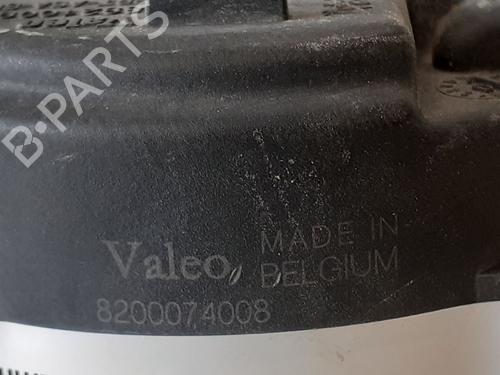 B-PARTS
Valeo
MADE IN
BELGIUM
8200074008